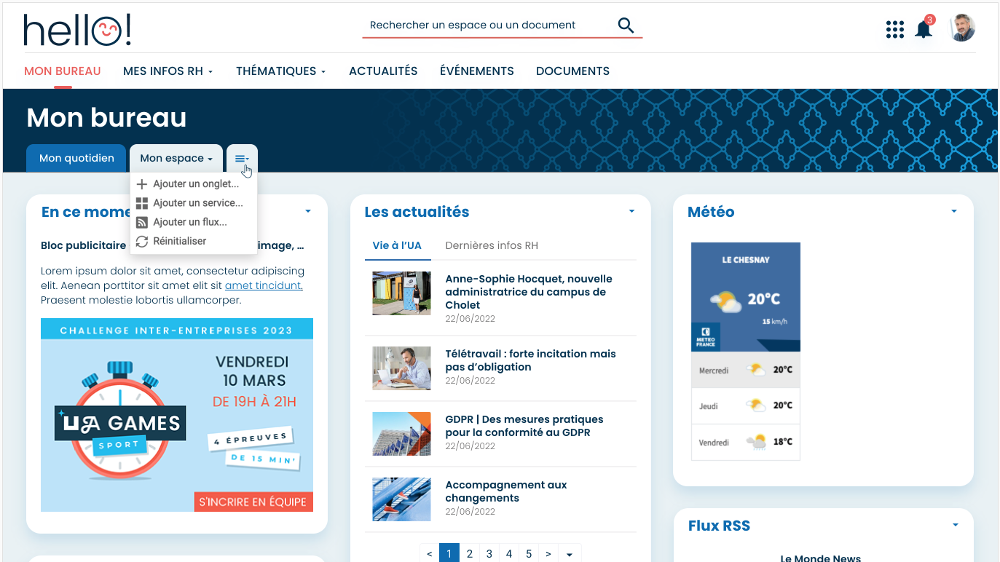 hello!
Rechercher un espace ou un document
3
MON BUREAU
MES INFOS RH
THÉMATIQUES
ACTUALITÉS
ÉVÉNEMENTS
DOCUMENTS
Mon bureau
Mon quotidien
Mon espace
Ajouter un onglet...
Ajouter un service...
Ajouter un flux...
Réinitialiser
En ce mome
Bloc publicitaire
image, ...
Lorem ipsum dolor sit amet, consectetur adipiscing
elit. Aenean porttitor sit amet elit sit amet tincidunt.
Praesent molestie lobortis ullamcorper.
CHALLENGE INTER-ENTREPRISES 2023
VENDREDI
10 MARS
DE 19H À 21H
UA GAMES
SPORT
4 ÉPREUVES
DE 15 MIN'
S'INCRIRE EN ÉQUIPE
Les actualités
Vie à l'UA
Dernières infos RH
Anne-Sophie Hocquet, nouvelle
administratrice du campus de
Cholet
22/06/2022
Télétravail : forte incitation mais
pas d'obligation
22/06/2022
GDPR | Des mesures pratiques
pour la conformité au GDPR
22/06/2022
Accompagnement aux
changements
22/06/2022
< 1 2 3 4 5 >
Météo
LE CHESNAY
20°C
15 km/h
METEO
FRANCE
Mercredi 20°C
Jeudi 20°C
Vendredi 18°C
Flux RSS
Le Monde News